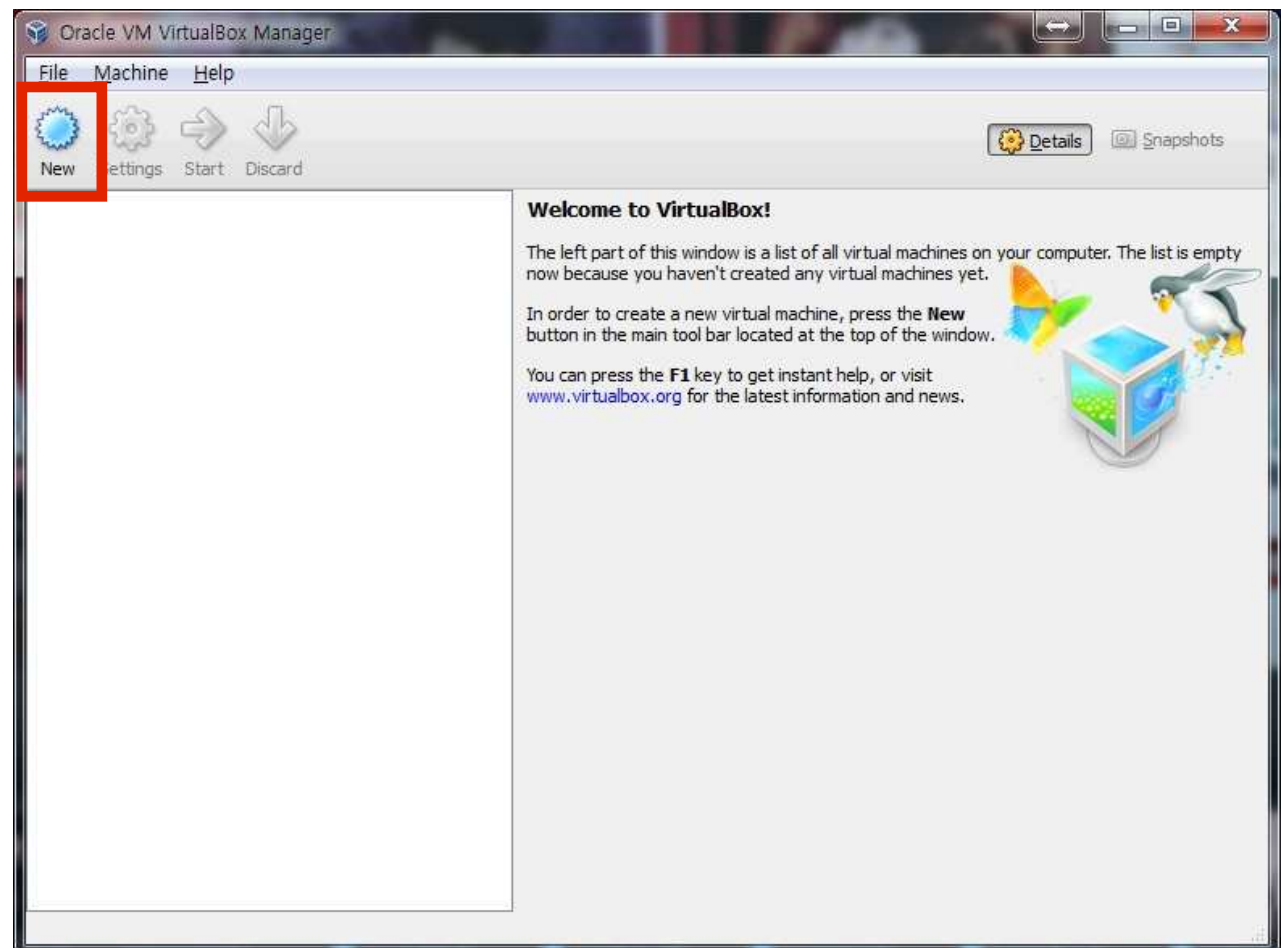 Oracle VM VirtualBox Manager
File Machine Help
New Settings Start Discard
Details Snapshots
Welcome to VirtualBox!
The left part of this window is a list of all virtual machines on your computer. The list is empty
now because you haven't created any virtual machines yet.
In order to create a new virtual machine, press the New
button in the main tool bar located at the top of the window.
You can press the F1 key to get instant help, or visit
www.virtualbox.org for the latest information and news.